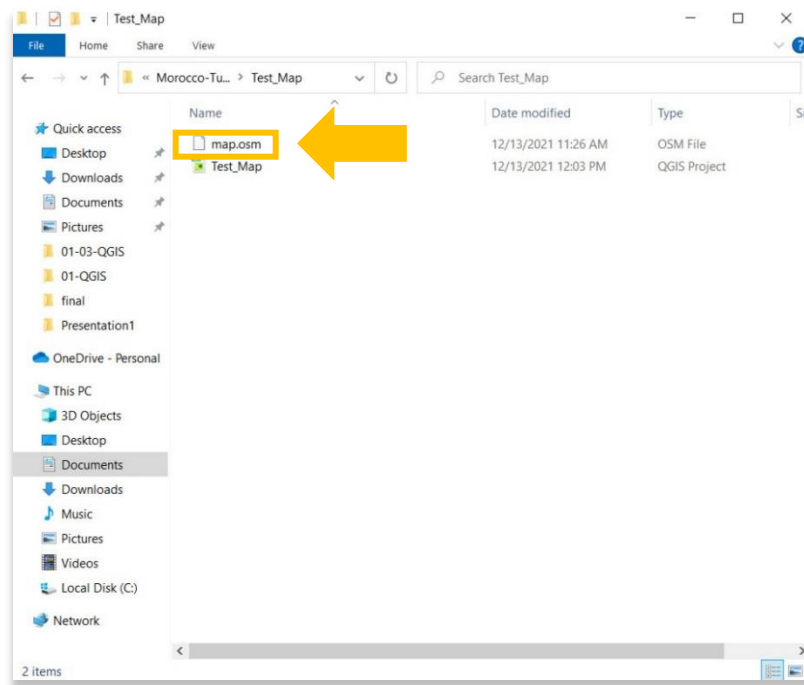 Test_Map
File Home Share View
« Morocco-Tu... > Test_Map Search Test_Map
Name Date modified Type
Quick access
Desktop
Downloads
Documents
Pictures
01-03-QGIS
01-QGIS
final
Presentation1
OneDrive - Personal
This PC
3D Objects
Desktop
Documents
Downloads
Music
Pictures
Videos
Local Disk (C:)
Network
map.osm 12/13/2021 11:26 AM OSM File
Test_Map 12/13/2021 12:03 PM QGIS Project
2 items